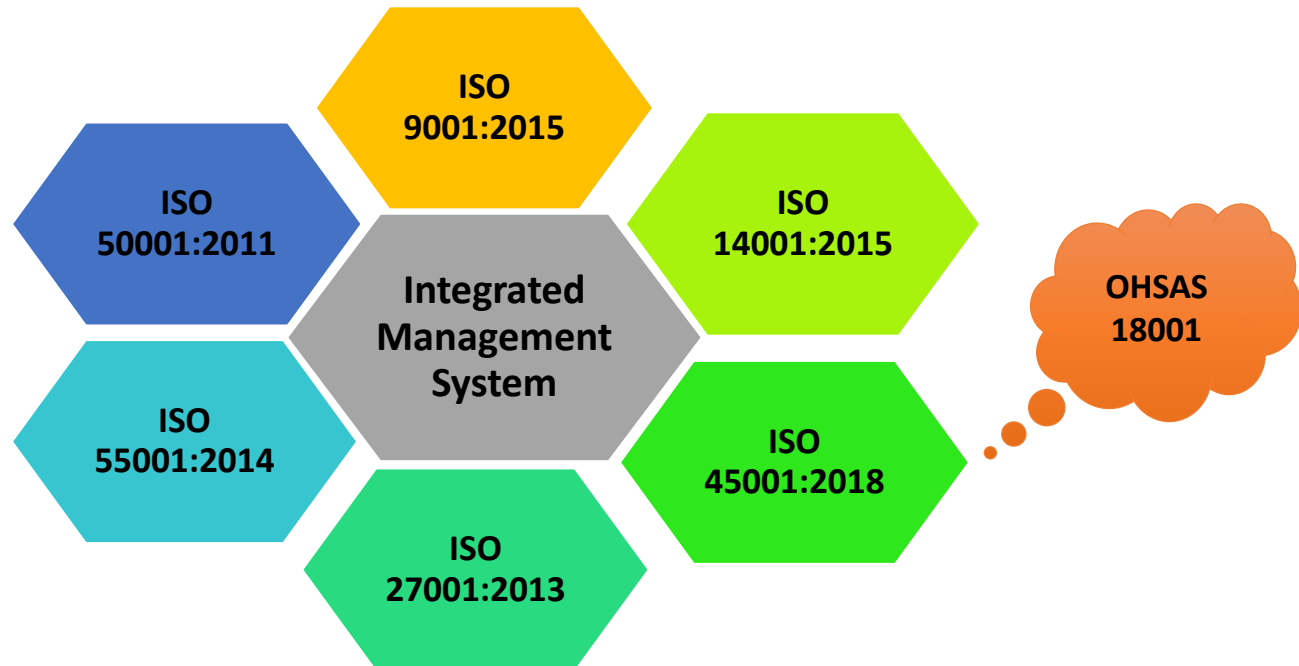 ISO
9001:2015
ISO
50001:2011
ISO
14001:2015
Integrated
Management
System
OHSAS
18001
ISO
55001:2014
ISO
45001:2018
ISO
27001:2013